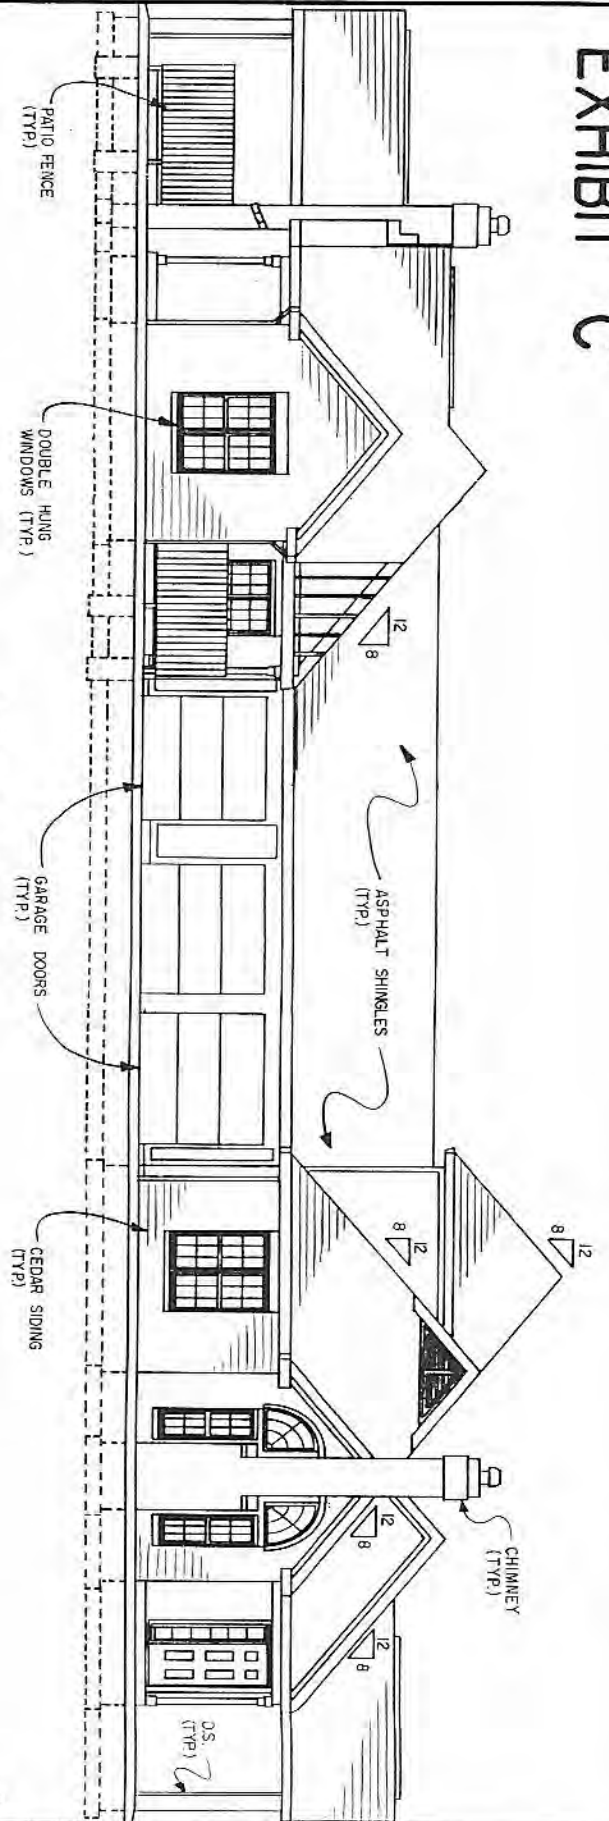 EXHIBIT C
PATIO FENCE
(TYP.)
DOUBLE HUNG
WINDOWS (TYP.)
12
8
ASPHALT SHINGLES
(TYP.)
GARAGE DOORS
(TYP.)
CEDAR SIDING
(TYP.)
12
8
12
8
12
8
12
8
CHIMNEY
(TYP.)
D.S.
(TYP.)